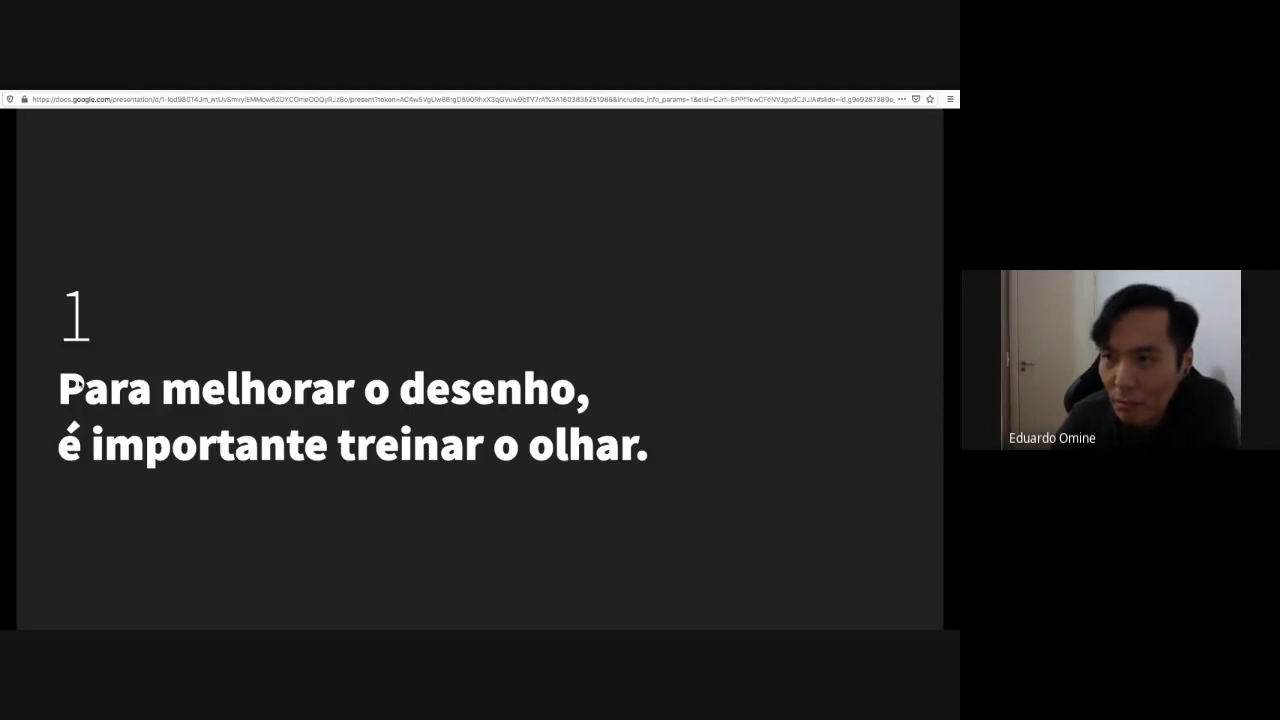 1
Para melhorar o desenho,
é importante treinar o olhar.
Eduardo Omine